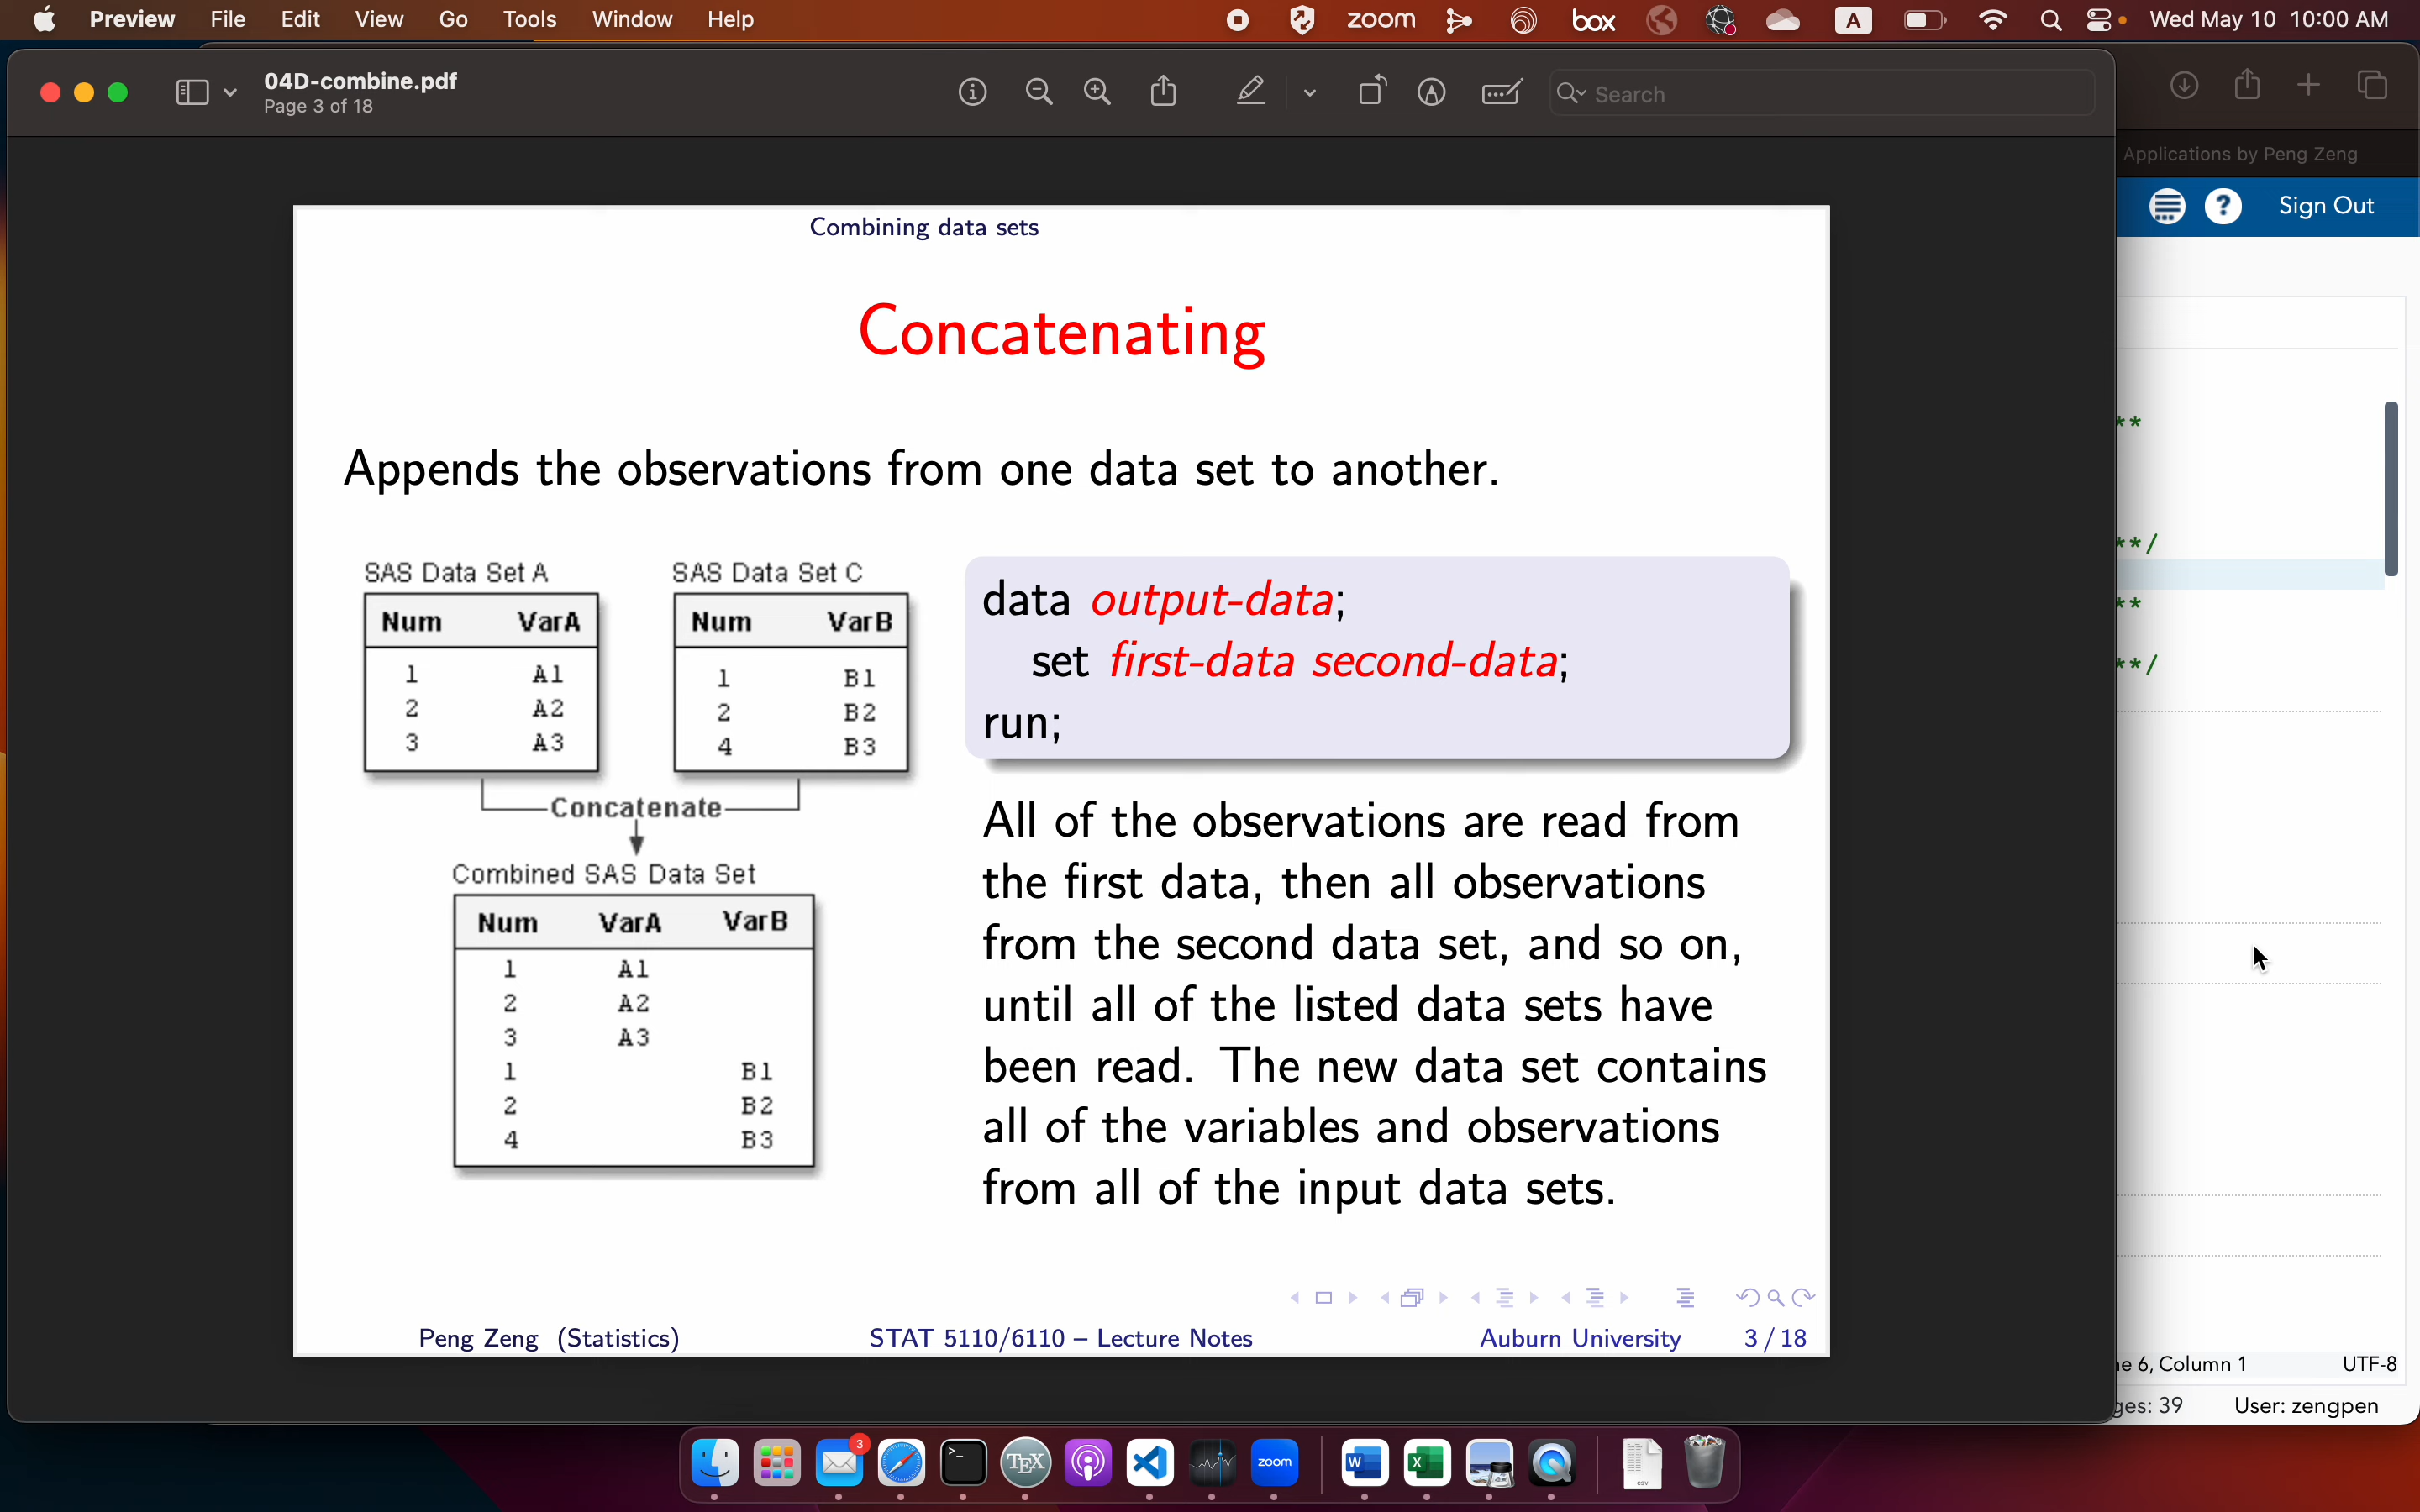 Preview File Edit View Go Tools Window Help zoom box A Wed May 10 10:00 AM
04D-combine.pdf
Page 3 of 18
Search
Applications by Peng Zeng
? Sign Out
Combining data sets
Concatenating
Appends the observations from one data set to another.
SAS Data Set A
Num VarA
1 A1
2 A2
3 A3
SAS Data Set C
Num VarB
1 B1
2 B2
4 B3
Concatenate
Combined SAS Data Set
Num VarA VarB
1 A1
2 A2
3 A3
1 B1
2 B2
4 B3
data output-data;
set first-data second-data;
run;
All of the observations are read from
the first data, then all observations
from the second data set, and so on,
until all of the listed data sets have
been read. The new data set contains
all of the variables and observations
from all of the input data sets.
Peng Zeng (Statistics) STAT 5110/6110 – Lecture Notes Auburn University 3 / 18
**
**/
**
**/
ne 6, Column 1 UTF-8
ges: 39 User: zengpen
3
TEX
zoom
W
X
CSV